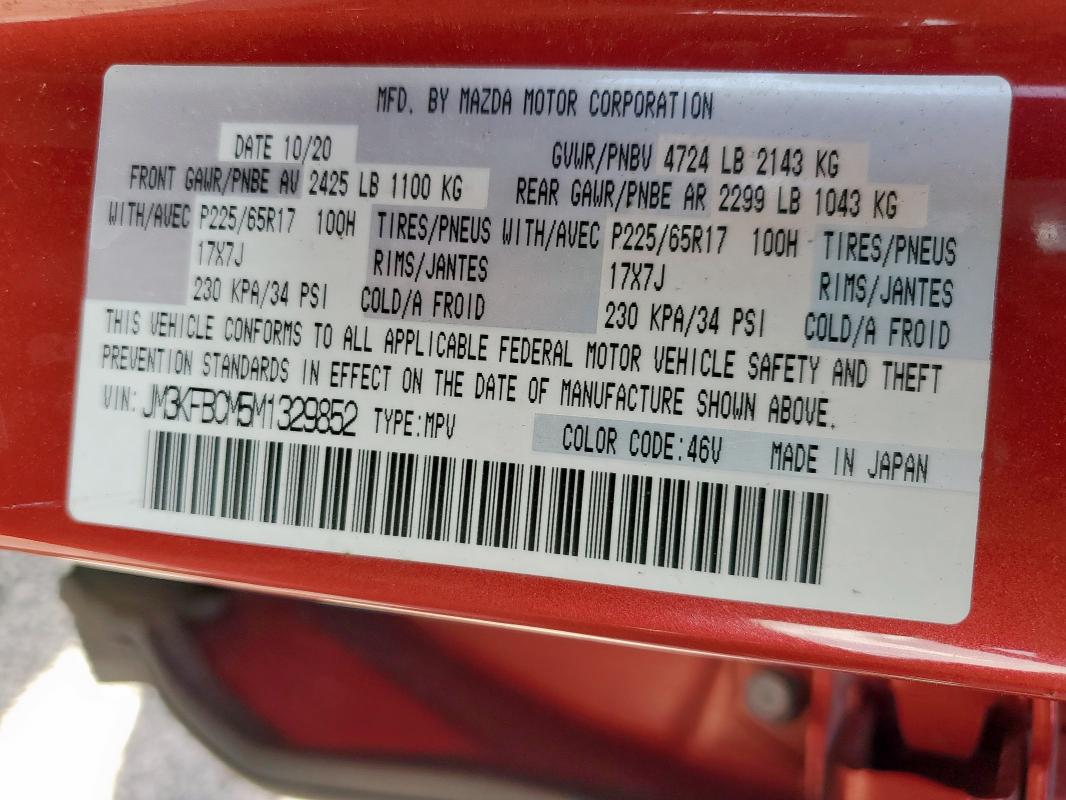 MFD. BY MAZDA MOTOR CORPORATION
DATE 10/20 GVWR/PNBV 4724 LB 2143 KG
FRONT GAWR/PNBE AV 2425 LB 1100 KG REAR GAWR/PNBE AR 2299 LB 1043 KG
WITH/AVEC P225/65R17 100H TIRES/PNEUS WITH/AVEC P225/65R17 100H TIRES/PNEUS
17X7J RIMS/JANTES 17X7J RIMS/JANTES
230 KPA/34 PSI COLD/A FROID 230 KPA/34 PSI COLD/A FROID
THIS VEHICLE CONFORMS TO ALL APPLICABLE FEDERAL MOTOR VEHICLE SAFETY AND THEFT
PREVENTION STANDARDS IN EFFECT ON THE DATE OF MANUFACTURE SHOWN ABOVE.
VIN: JM3KFBCM5M1329852 TYPE:MPV COLOR CODE:46V MADE IN JAPAN